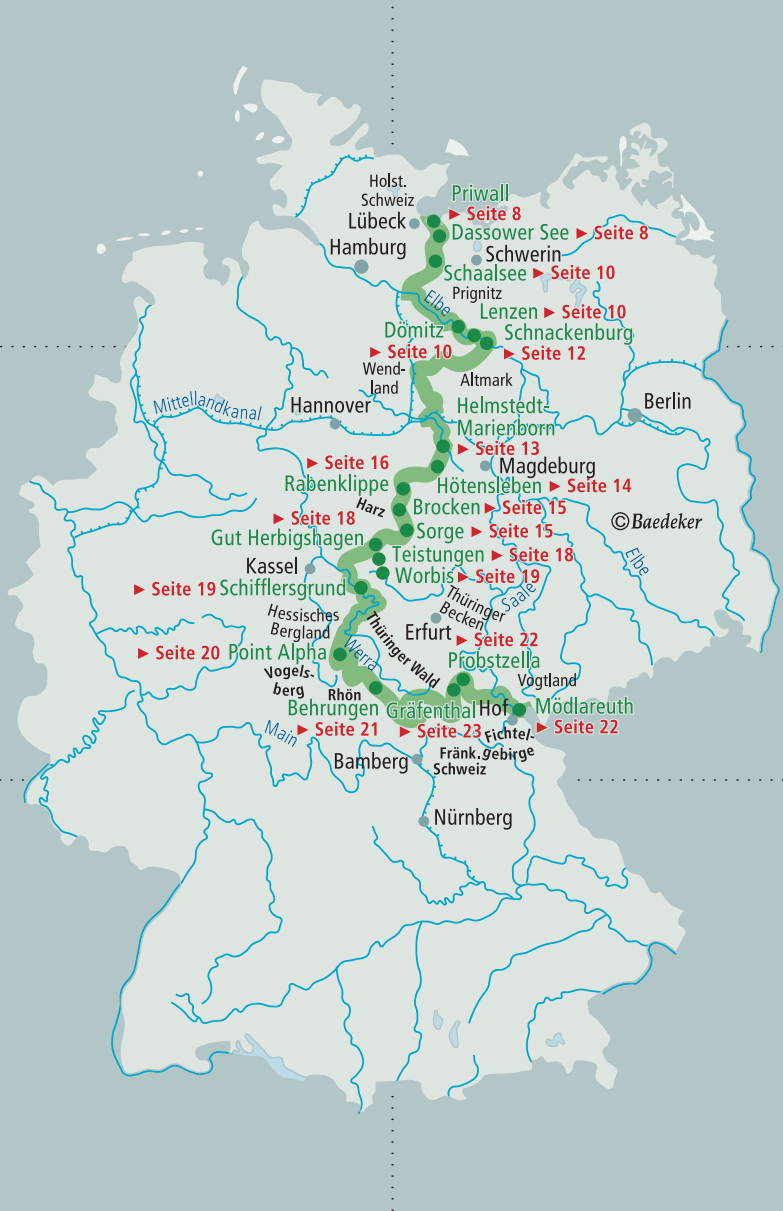 Holst.
Schweiz
Priwall
► Seite 8
Lübeck
Dassower See ► Seite 8
Hamburg
Schwerin
Schaalsee ► Seite 10
Elbe
Prignitz
Lenzen ► Seite 10
Dömitz
Schnackenburg
► Seite 10
► Seite 12
Wend-
land
Altmark
Mittellandkanal
Hannover
Berlin
Helmstedt-
Marienborn
► Seite 13
► Seite 16
Magdeburg
Rabenklippe
Hötensleben ► Seite 14
Harz
Brocken ► Seite 15
► Seite 18
©Baedeker
Gut Herbigshagen
Sorge ► Seite 15
Teistungen ► Seite 18
Elbe
Kassel
Worbis ► Seite 19
► Seite 19 Schifflersgrund
Saale
Thüringer
Becken
Hessisches
Bergland
Erfurt
► Seite 22
Thüringer Wald
Werra
► Seite 20 Point Alpha
Probstzella
Vogels-
berg
Rhön
Vogtland
Behrungen
Gräfenthal
Hof
Mödlareuth
► Seite 21
► Seite 23
► Seite 22
Main
Fichtel-
gebirge
Bamberg
Fränk.
Schweiz
Nürnberg